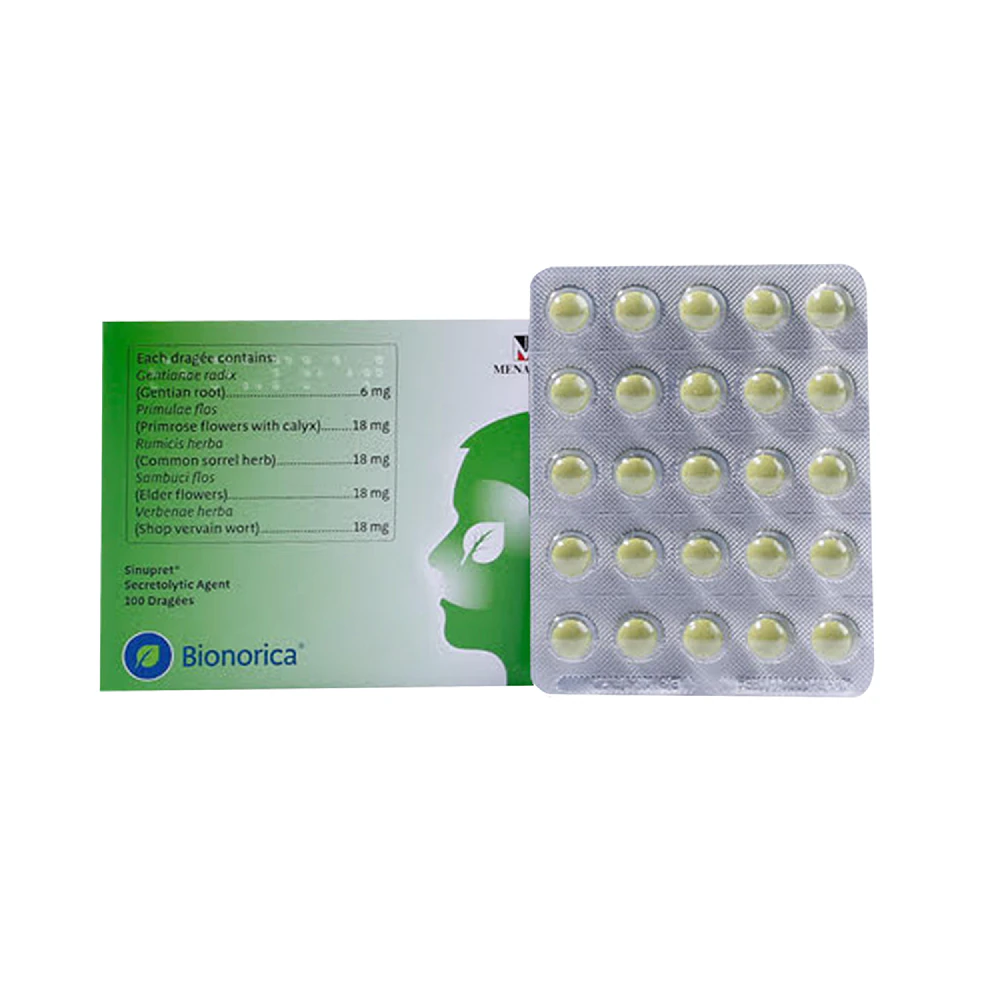 Each dragée contains:
Gentianae radix
(Gentian root)..........................................6 mg
Primulae flos
(Primrose flowers with calyx)..........18 mg
Rumicis herba
(Common sorrel herb)......................18 mg
Sambuci flos
(Elder flowers)....................................18 mg
Verbenae herba
(Shop vervain wort)...........................18 mg
Sinupret®
Secretolytic Agent
100 Dragées
Bionorica®